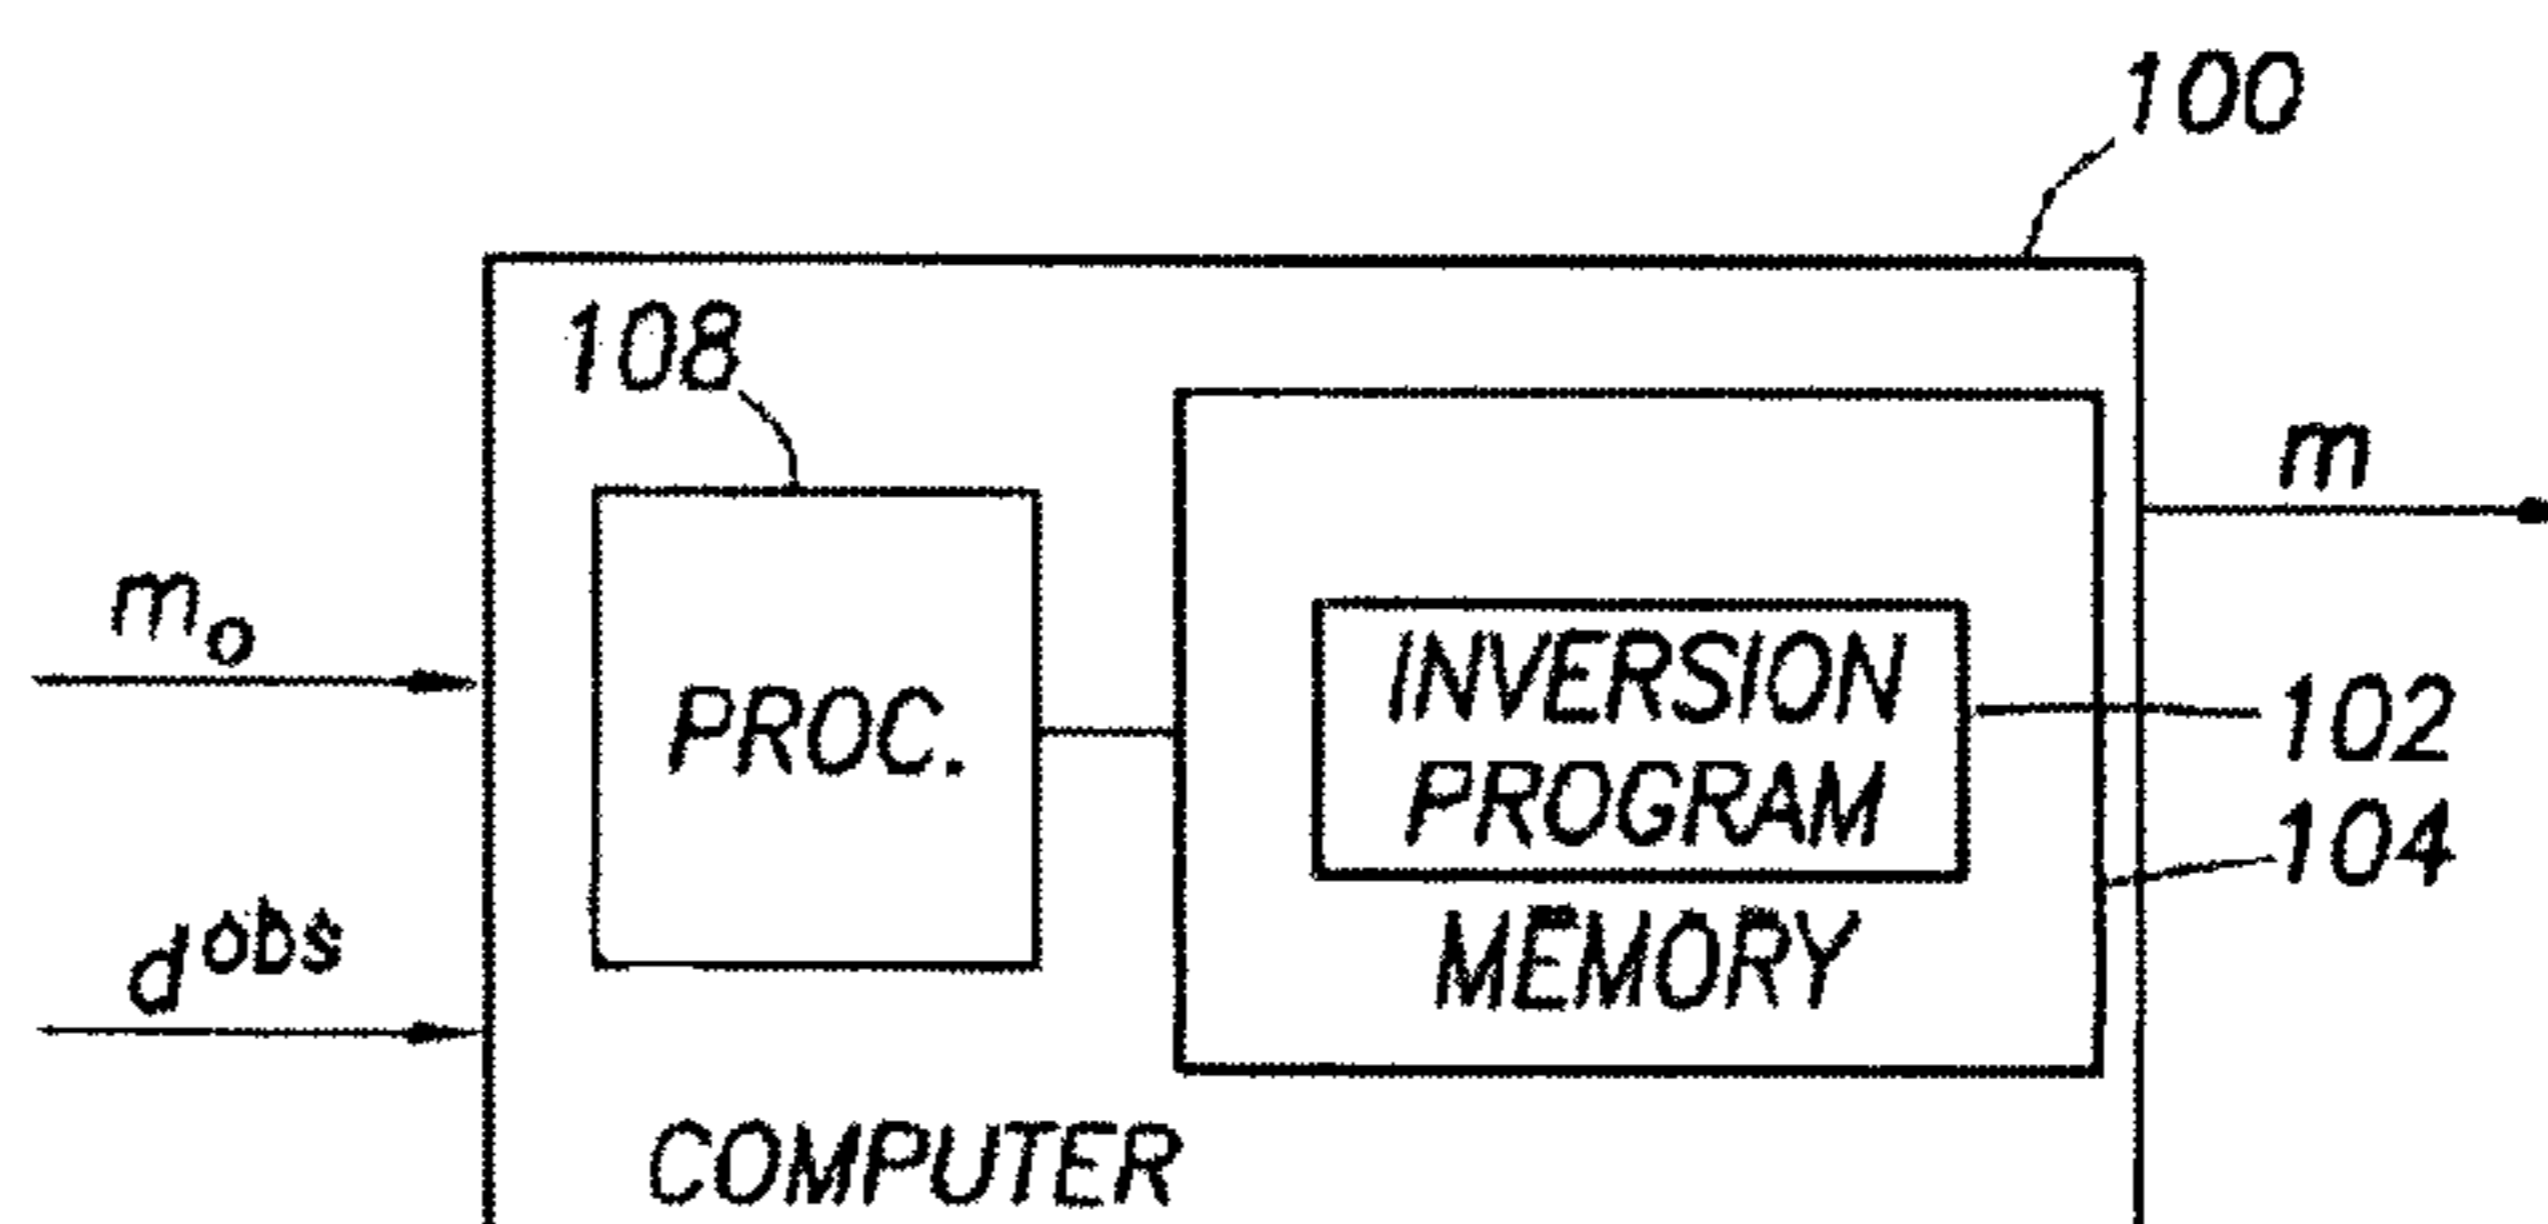 100
108
m
mo
INVERSION
PROGRAM
102
PROC.
104
dobs
MEMORY
COMPUTER